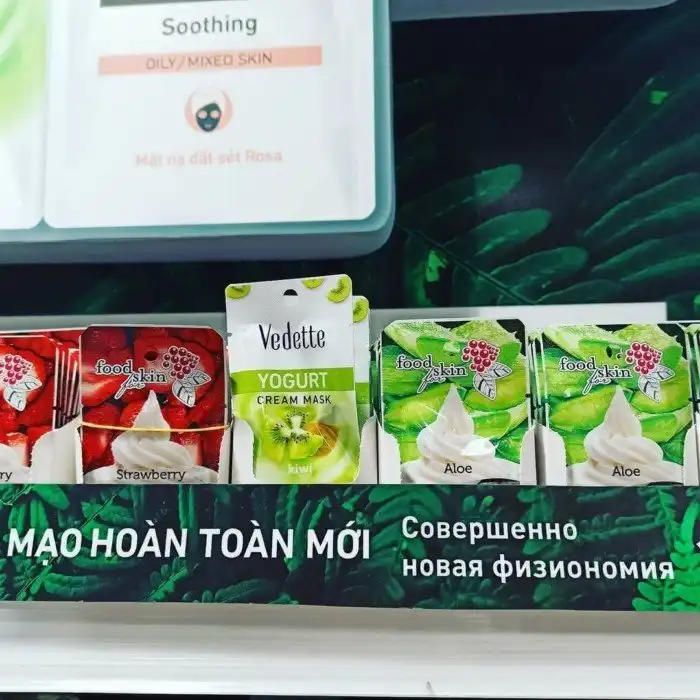 Soothing
OILY/MIXED SKIN
Mặt nạ đất sét Rosa
food
skin
Strawberry
Vedette
YOGURT
CREAM MASK
kiwi
food
skin
Aloe
food
skin
Aloe
MẠO HOÀN TOÀN MỚI
Совершенно
новая физиономия